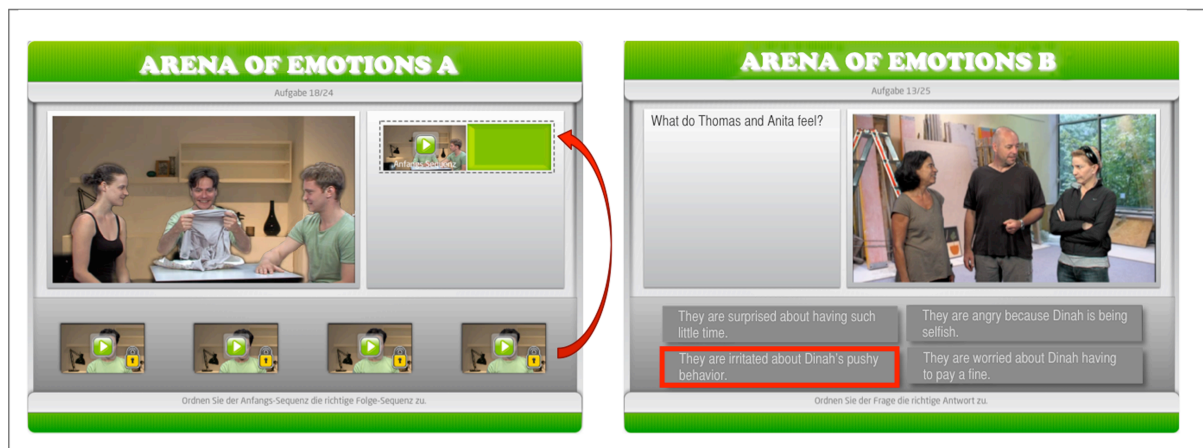 ARENA OF EMOTIONS A
Aufgabe 18/24
Anfangs-Sequenz
Ordnen Sie der Anfangs-Sequenz die richtige Folge-Sequenz zu.
ARENA OF EMOTIONS B
Aufgabe 13/25
What do Thomas and Anita feel?
They are surprised about having such
little time.
They are angry because Dinah is being
selfish.
They are irritated about Dinah's pushy
behavior.
They are worried about Dinah having
to pay a fine.
Ordnen Sie der Frage die richtige Antwort zu.